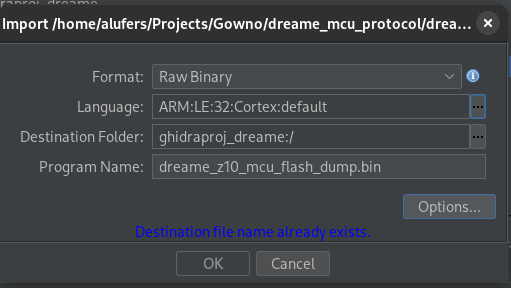 Import /home/alufers/Projects/Gowno/dreame_mcu_protocol/drea...
Format: Raw Binary
Language: ARM:LE:32:Cortex:default ...
Destination Folder: ghidraproj_dreame:/ ...
Program Name: dreame_z10_mcu_flash_dump.bin
Options...
Destination file name already exists.
OK Cancel